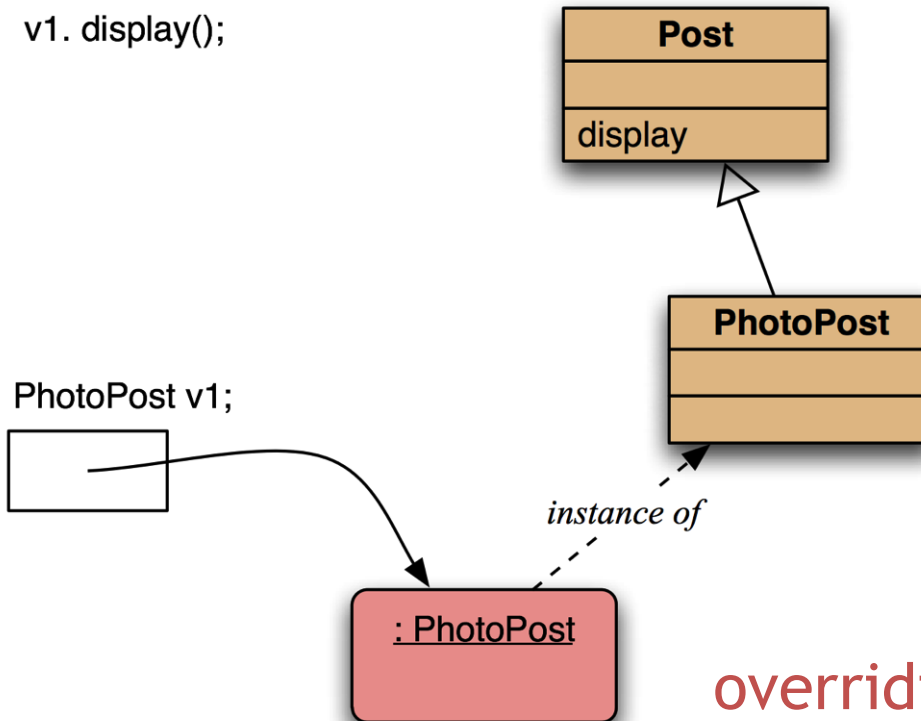 v1. display();
Post
display
PhotoPost
PhotoPost v1;
instance of
: PhotoPost